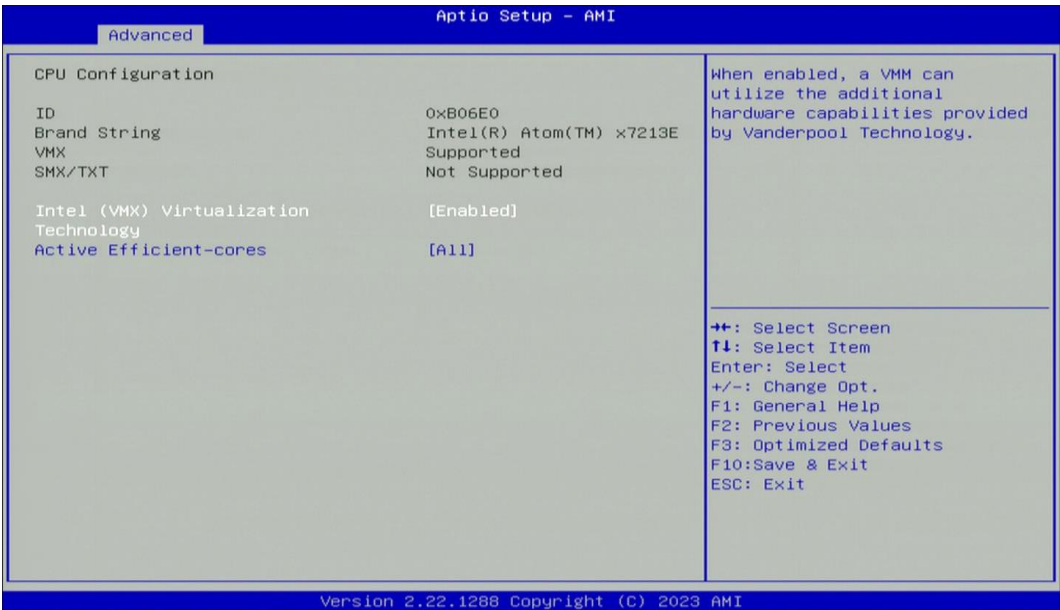 Aptio Setup – AMI
Advanced
CPU Configuration
ID 0xB06E0
Brand String Intel(R) Atom(TM) x7213E
VMX Supported
SMX/TXT Not Supported
Intel (VMX) Virtualization [Enabled]
Technology
Active Efficient-cores [All]
When enabled, a VMM can
utilize the additional
hardware capabilities provided
by Vanderpool Technology.
→←: Select Screen
↑↓: Select Item
Enter: Select
+/-: Change Opt.
F1: General Help
F2: Previous Values
F3: Optimized Defaults
F10:Save & Exit
ESC: Exit
Version 2.22.1288 Copyright (C) 2023 AMI